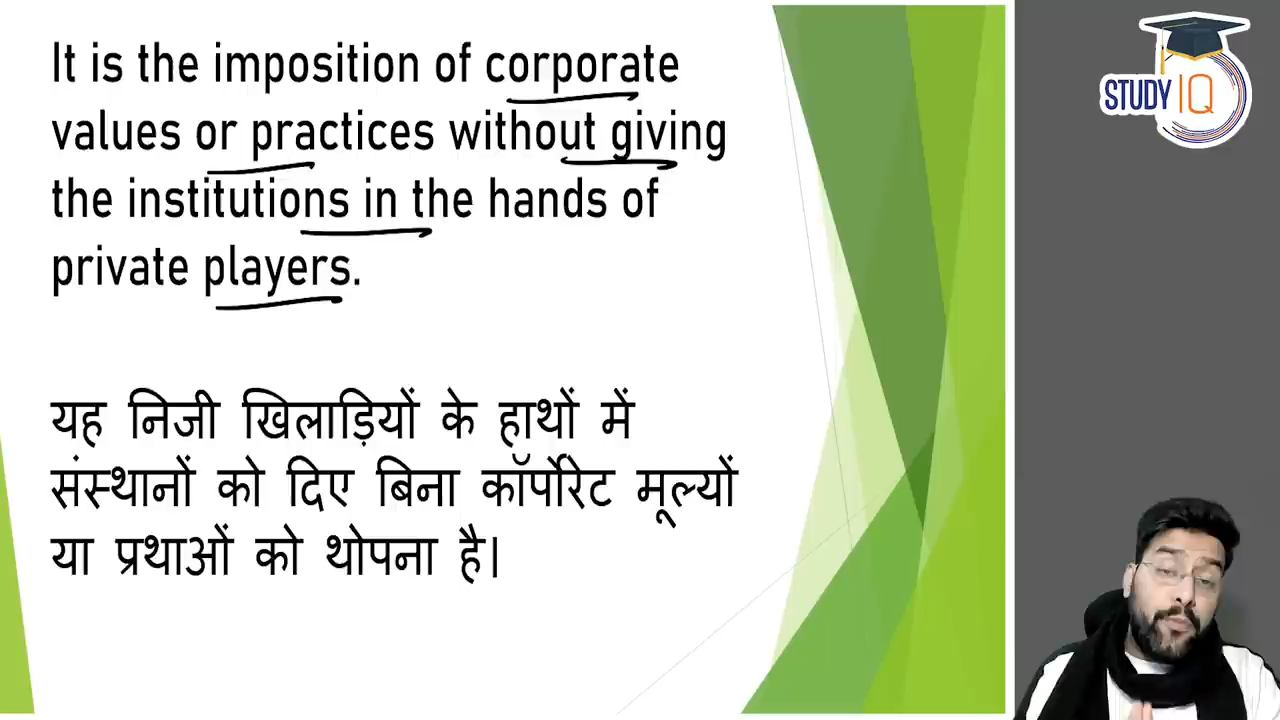 It is the imposition of corporate
values or practices without giving
the institutions in the hands of
private players.
यह निजी खिलाड़ियों के हाथों में
संस्थानों को दिए बिना कॉर्पोरेट मूल्यों
या प्रथाओं को थोपना है।
STUDY IQ